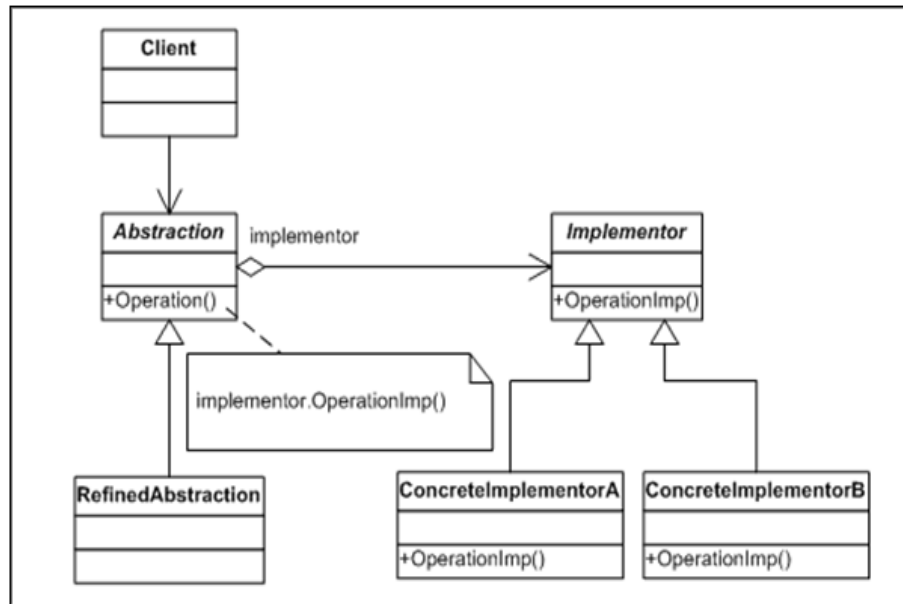 Client
Abstraction
implementor
Implementor
+Operation()
+OperationImp()
implementor.OperationImp()
RefinedAbstraction
ConcreteImplementorA
ConcreteImplementorB
+OperationImp()
+OperationImp()